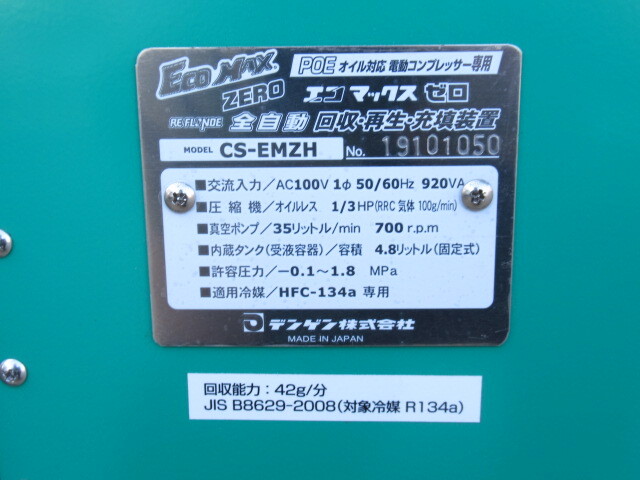 ECO MAX ZERO
POE オイル対応 電動コンプレッサー専用
エコ マックス ゼロ
全自動 回収・再生・充填装置
MODEL CS-EMZH No. 19101050
■交流入力/AC100V 1φ 50/60Hz 920VA
■圧縮機/オイルレス 1/3HP(RRC 気体 100g/min)
■真空ポンプ/35リットル/min 700 r.p.m
■内蔵タンク(受液容器)/容積 4.8リットル(固定式)
■許容圧力/−0.1～1.8 MPa
■適用冷媒/HFC-134a 専用
デンゲン株式会社
MADE IN JAPAN
回収能力：42g/分
JIS B8629-2008(対象冷媒 R134a)